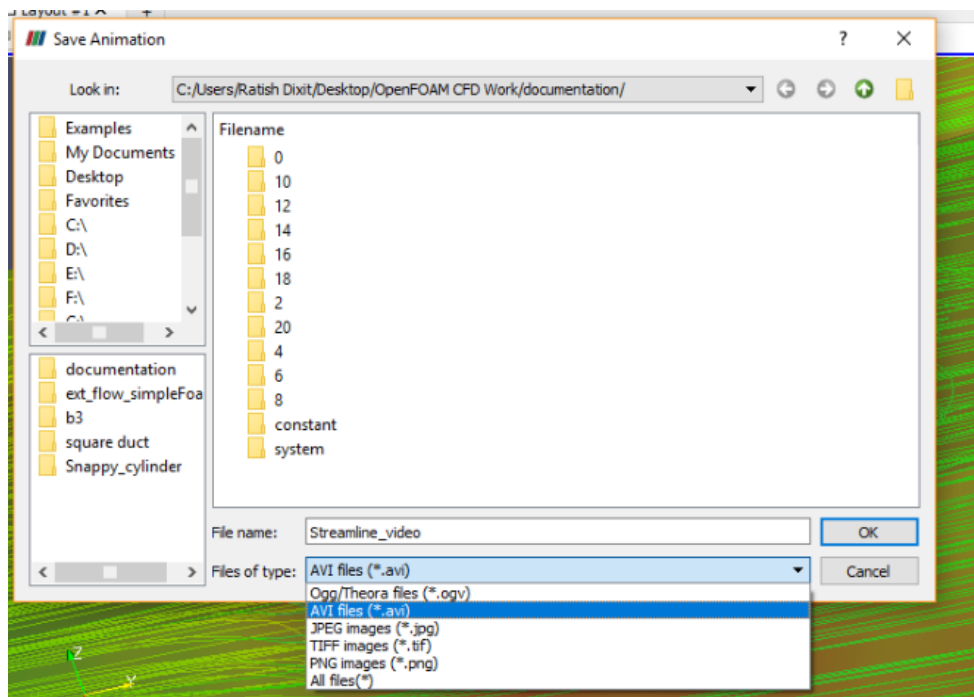 Layout #1 X +
Save Animation ? X
Look in: C:/Users/Ratish Dixit/Desktop/OpenFOAM CFD Work/documentation/
Examples
My Documents
Desktop
Favorites
C:\
D:\
E:\
F:\
G:\
documentation
ext_flow_simpleFoa
b3
square duct
Snappy_cylinder
Filename
0
10
12
14
16
18
2
20
4
6
8
constant
system
File name: Streamline_video OK
Files of type: AVI files (*.avi) Cancel
Ogg/Theora files (*.ogv)
AVI files (*.avi)
JPEG images (*.jpg)
TIFF images (*.tif)
PNG images (*.png)
All files(*)
Z
Y